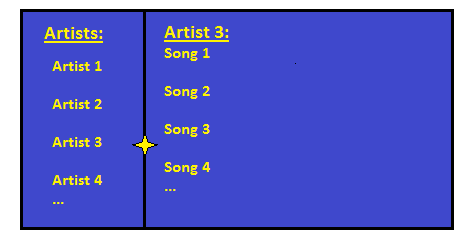 Artists:
Artist 1
Artist 2
Artist 3
Artist 4
...
Artist 3:
Song 1
Song 2
Song 3
Song 4
...